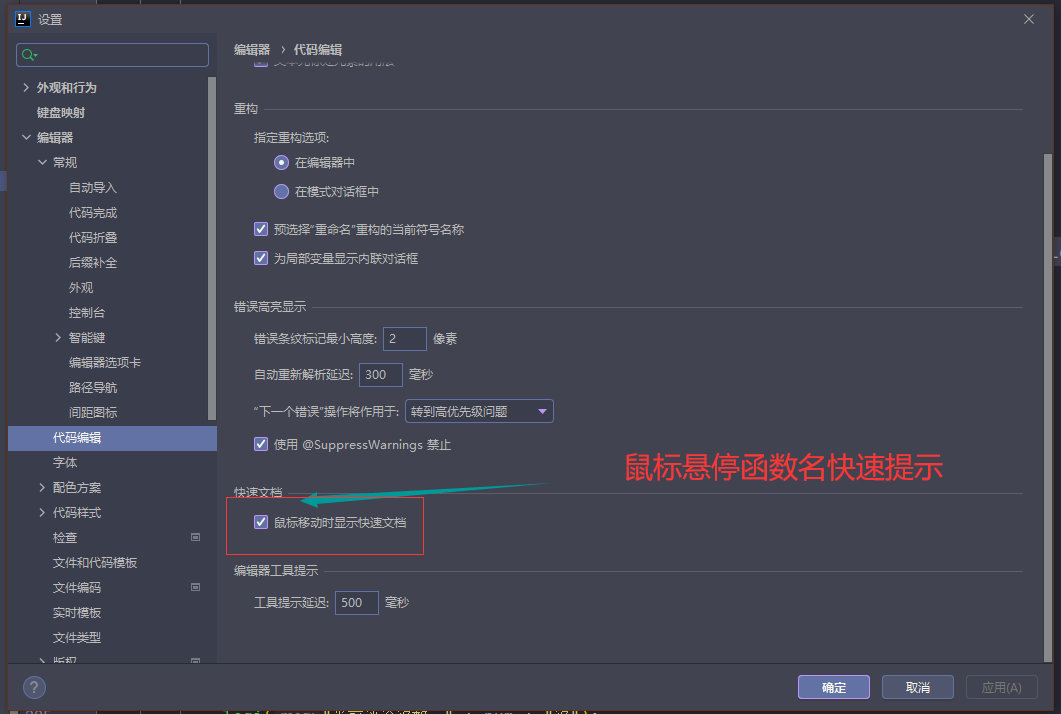 设置
编辑器 › 代码编辑
外观和行为
键盘映射
编辑器
常规
自动导入
代码完成
代码折叠
后缀补全
外观
控制台
智能键
编辑器选项卡
路径导航
间距图标
代码编辑
字体
配色方案
代码样式
检查
文件和代码模板
文件编码
实时模板
文件类型
版权
重构
指定重构选项:
在编辑器中
在模式对话框中
预选择“重命名”重构的当前符号名称
为局部变量显示内联对话框
错误高亮显示
错误条纹标记最小高度: 2 像素
自动重新解析延迟: 300 毫秒
“下一个错误”操作将作用于: 转到高优先级问题
使用 @SuppressWarnings 禁止
鼠标悬停函数名快速提示
快速文档
鼠标移动时显示快速文档
编辑器工具提示
工具提示延迟: 500 毫秒
?
确定 取消 应用(A)